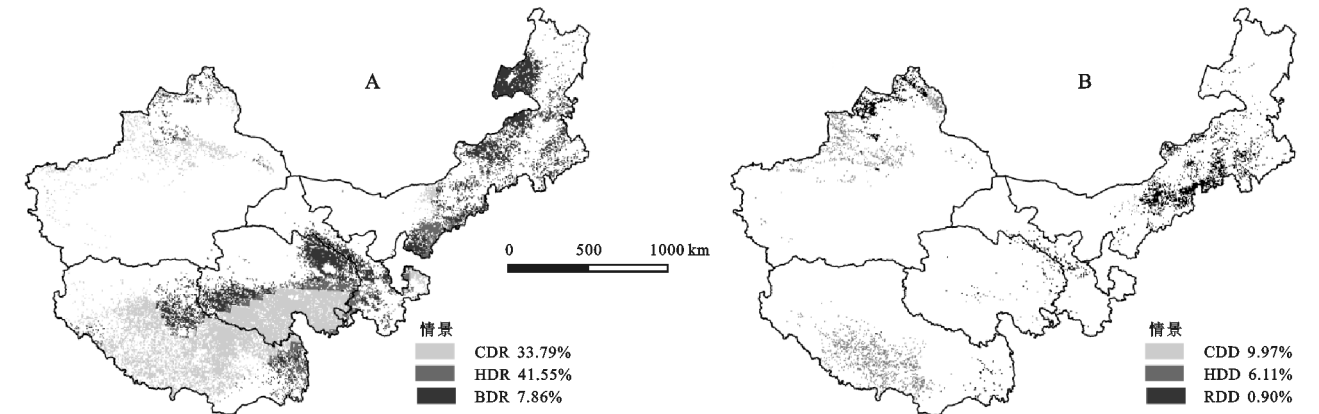 A
B
0 500 1000 km
情景
CDR 33.79%
HDR 41.55%
BDR 7.86%
情景
CDD 9.97%
HDD 6.11%
RDD 0.90%